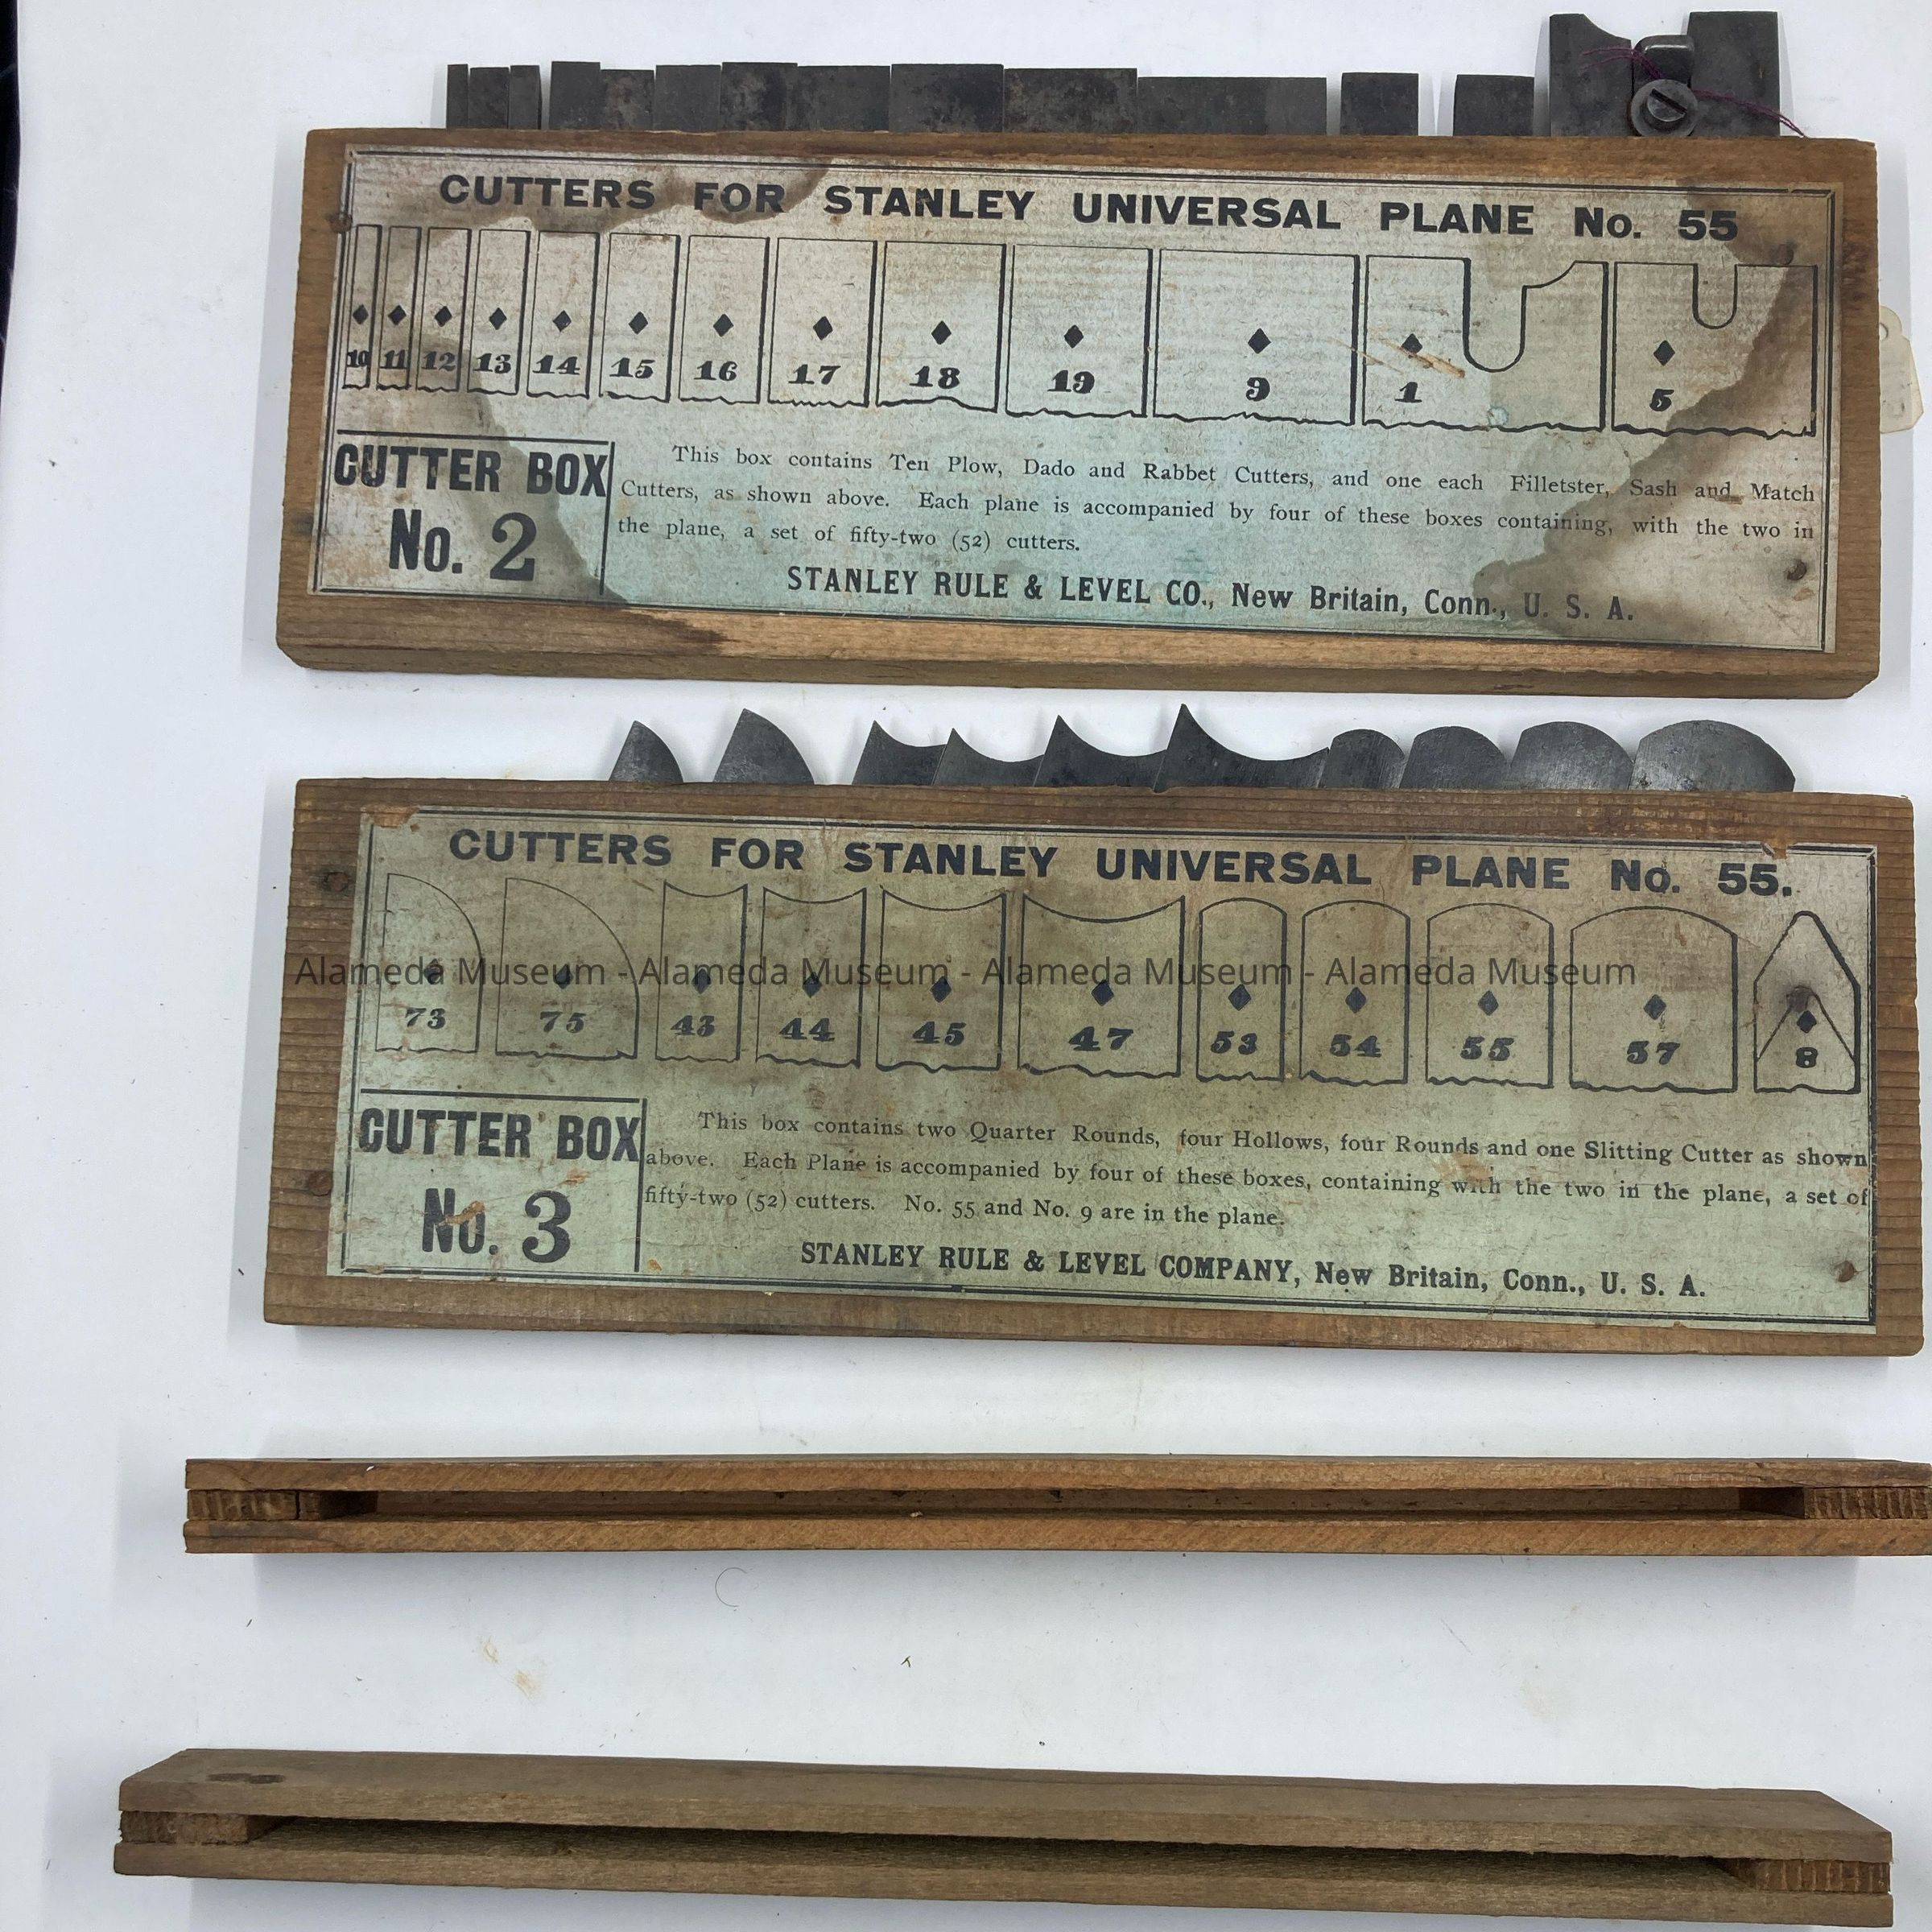 CUTTERS FOR STANLEY UNIVERSAL PLANE No. 55
10 11 12 13 14 15 16 17 18 19 9 1 5
CUTTER BOX
No. 2
This box contains Ten Plow, Dado and Rabbet Cutters, and one each Filletster, Sash and Match
Cutters, as shown above. Each plane is accompanied by four of these boxes containing, with the two in
the plane, a set of fifty-two (52) cutters.
STANLEY RULE & LEVEL CO., New Britain, Conn., U. S. A.
CUTTERS FOR STANLEY UNIVERSAL PLANE No. 55.
Alameda Museum - Alameda Museum - Alameda Museum - Alameda Museum
73 75 43 44 45 47 53 54 55 57 8
CUTTER BOX
No. 3
This box contains two Quarter Rounds, four Hollows, four Rounds and one Slitting Cutter as shown
above. Each Plane is accompanied by four of these boxes, containing with the two in the plane, a set of
fifty-two (52) cutters. No. 55 and No. 9 are in the plane.
STANLEY RULE & LEVEL COMPANY, New Britain, Conn., U. S. A.